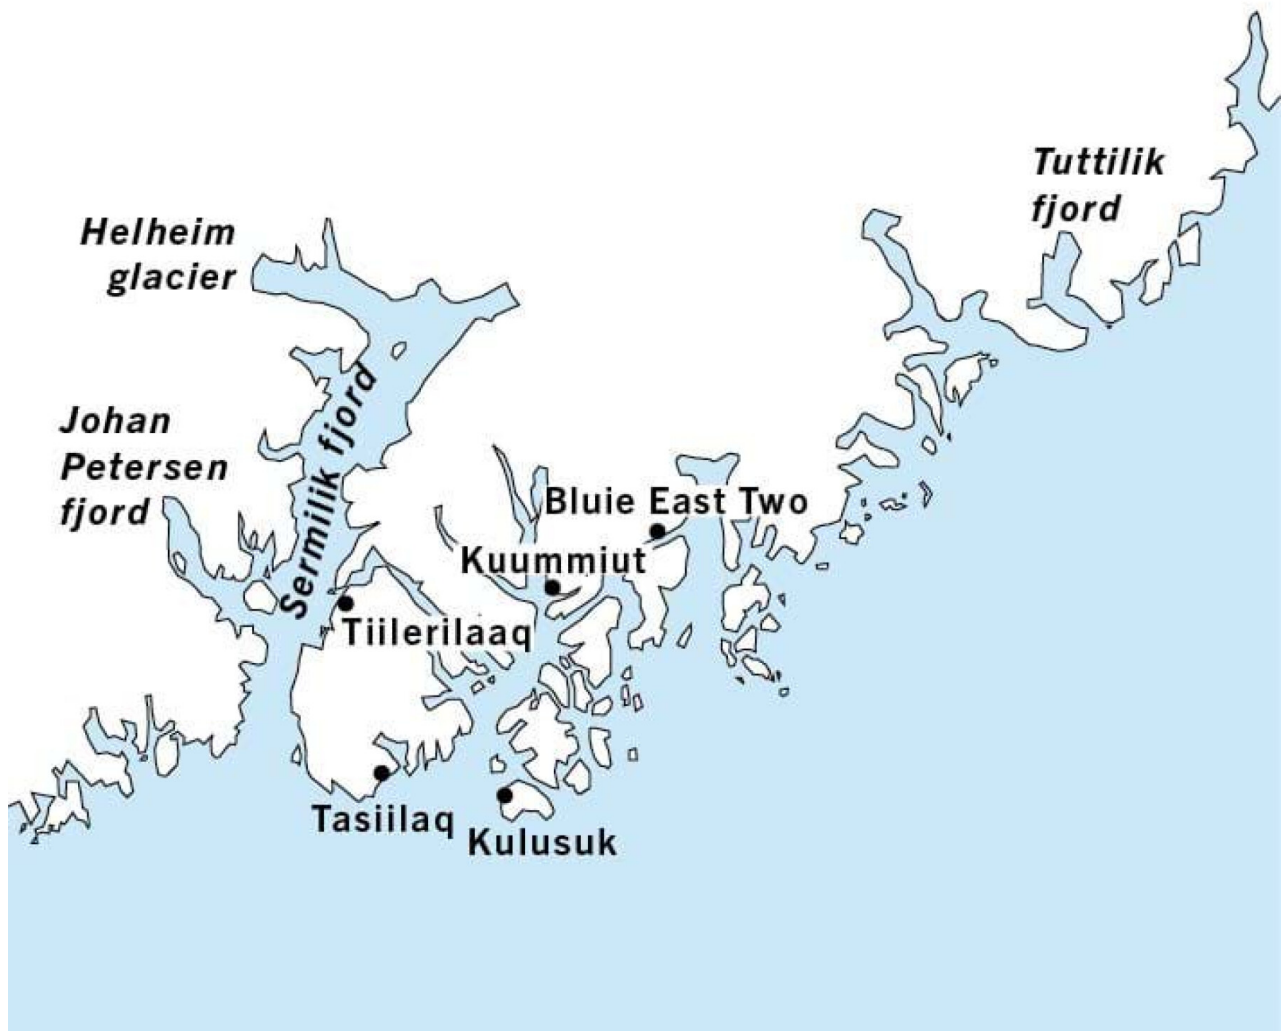 Tuttilik
fjord
Helheim
glacier
Sermilik fjord
Johan
Petersen
fjord
Bluie East Two
Kuummiut
Tiilerilaaq
Tasiilaq
Kulusuk